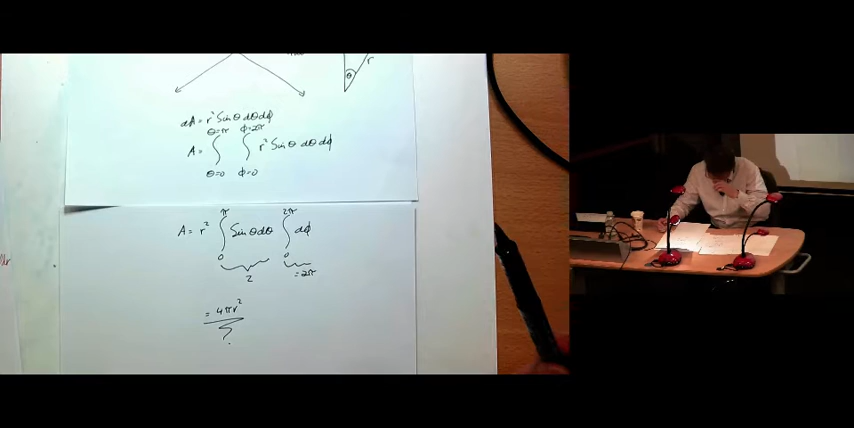 r
θ
dA = r² Sin θ dθ dϕ
θ=π ϕ=2π
A = ∫ ∫ r² Sin θ dθ dϕ
θ=0 ϕ=0
π 2π
A = r² ∫ Sin θ dθ ∫ dϕ
0 0
2 = 2π
= 4πr²